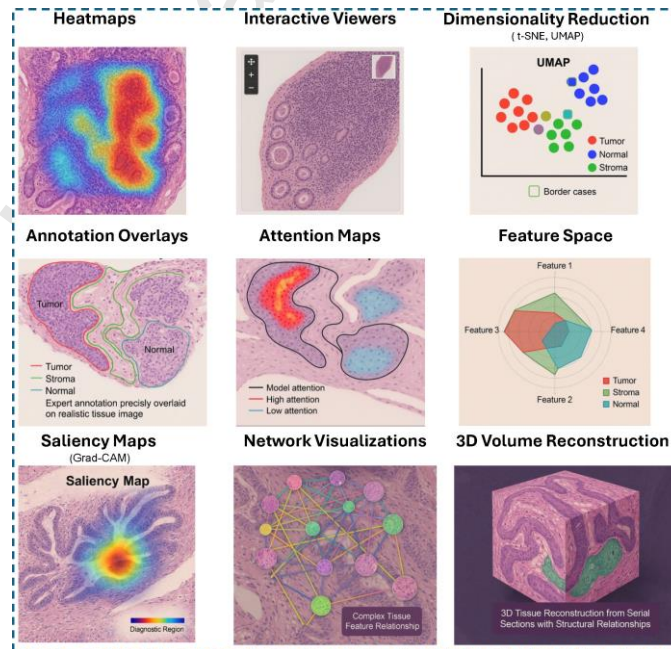 Heatmaps
Interactive Viewers
Dimensionality Reduction
( t-SNE, UMAP)
UMAP
Tumor
Normal
Stroma
Border cases
Annotation Overlays
Attention Maps
Feature Space
Tumor
Normal
Tumor
Stroma
Normal
Expert annotation precisly overlaid
on realistic tissue image
Model attention
High attention
Low attention
Feature 1
Feature 3
Feature 4
Feature 2
Tumor
Stroma
Normal
Saliency Maps
(Grad-CAM)
Saliency Map
Diagnostic Region
Network Visualizations
Complex Tissue
Feature Relationship
3D Volume Reconstruction
3D Tissue Reconstruction from Serial
Sections with Structural Relationships